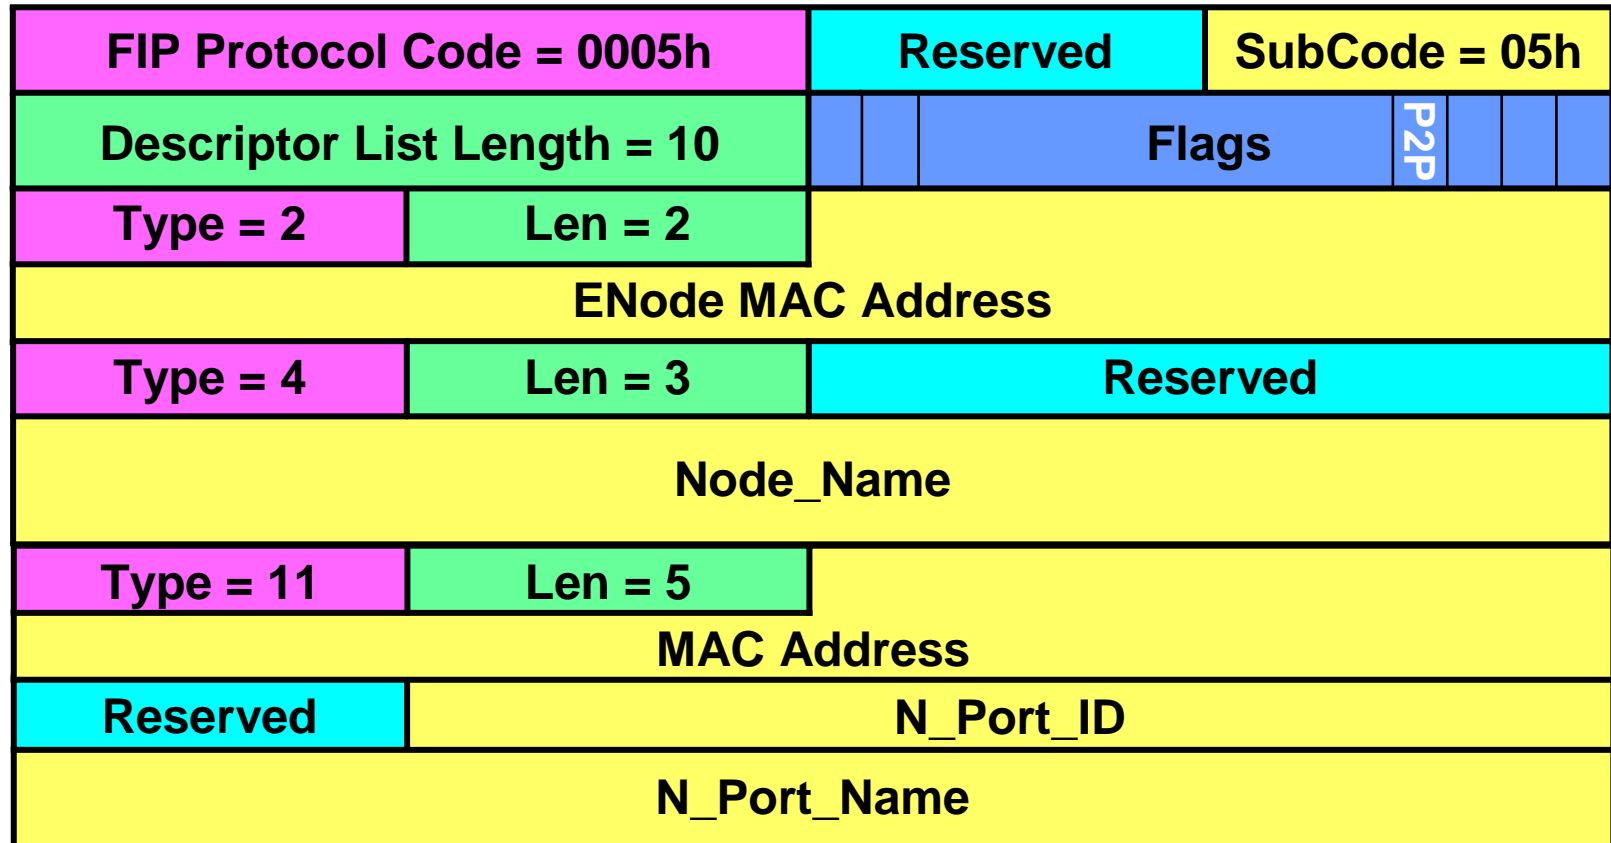 FIP Protocol Code = 0005h
Reserved
SubCode = 05h
Descriptor List Length = 10
Flags
P2P
Type = 2
Len = 2
ENode MAC Address
Type = 4
Len = 3
Reserved
Node_Name
Type = 11
Len = 5
MAC Address
Reserved
N_Port_ID
N_Port_Name